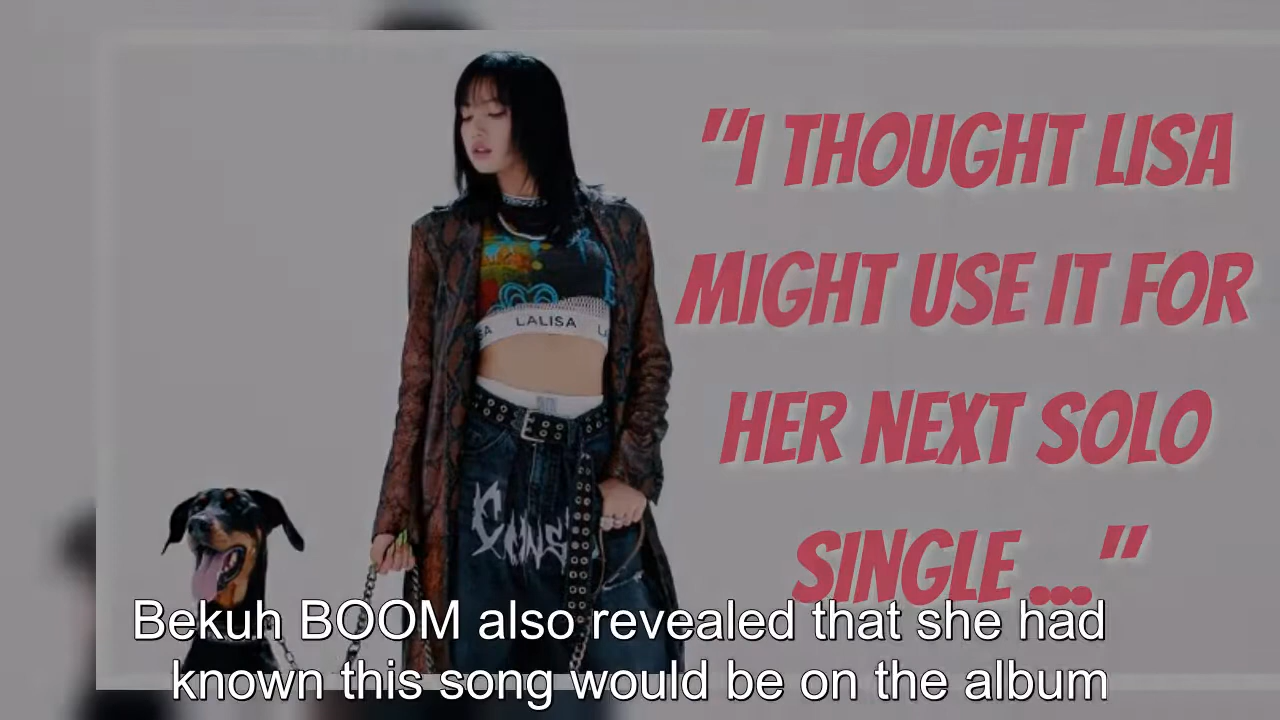 "I THOUGHT LISA
MIGHT USE IT FOR
HER NEXT SOLO
SINGLE ..."
LALISA
Bekuh BOOM also revealed that she had
known this song would be on the album